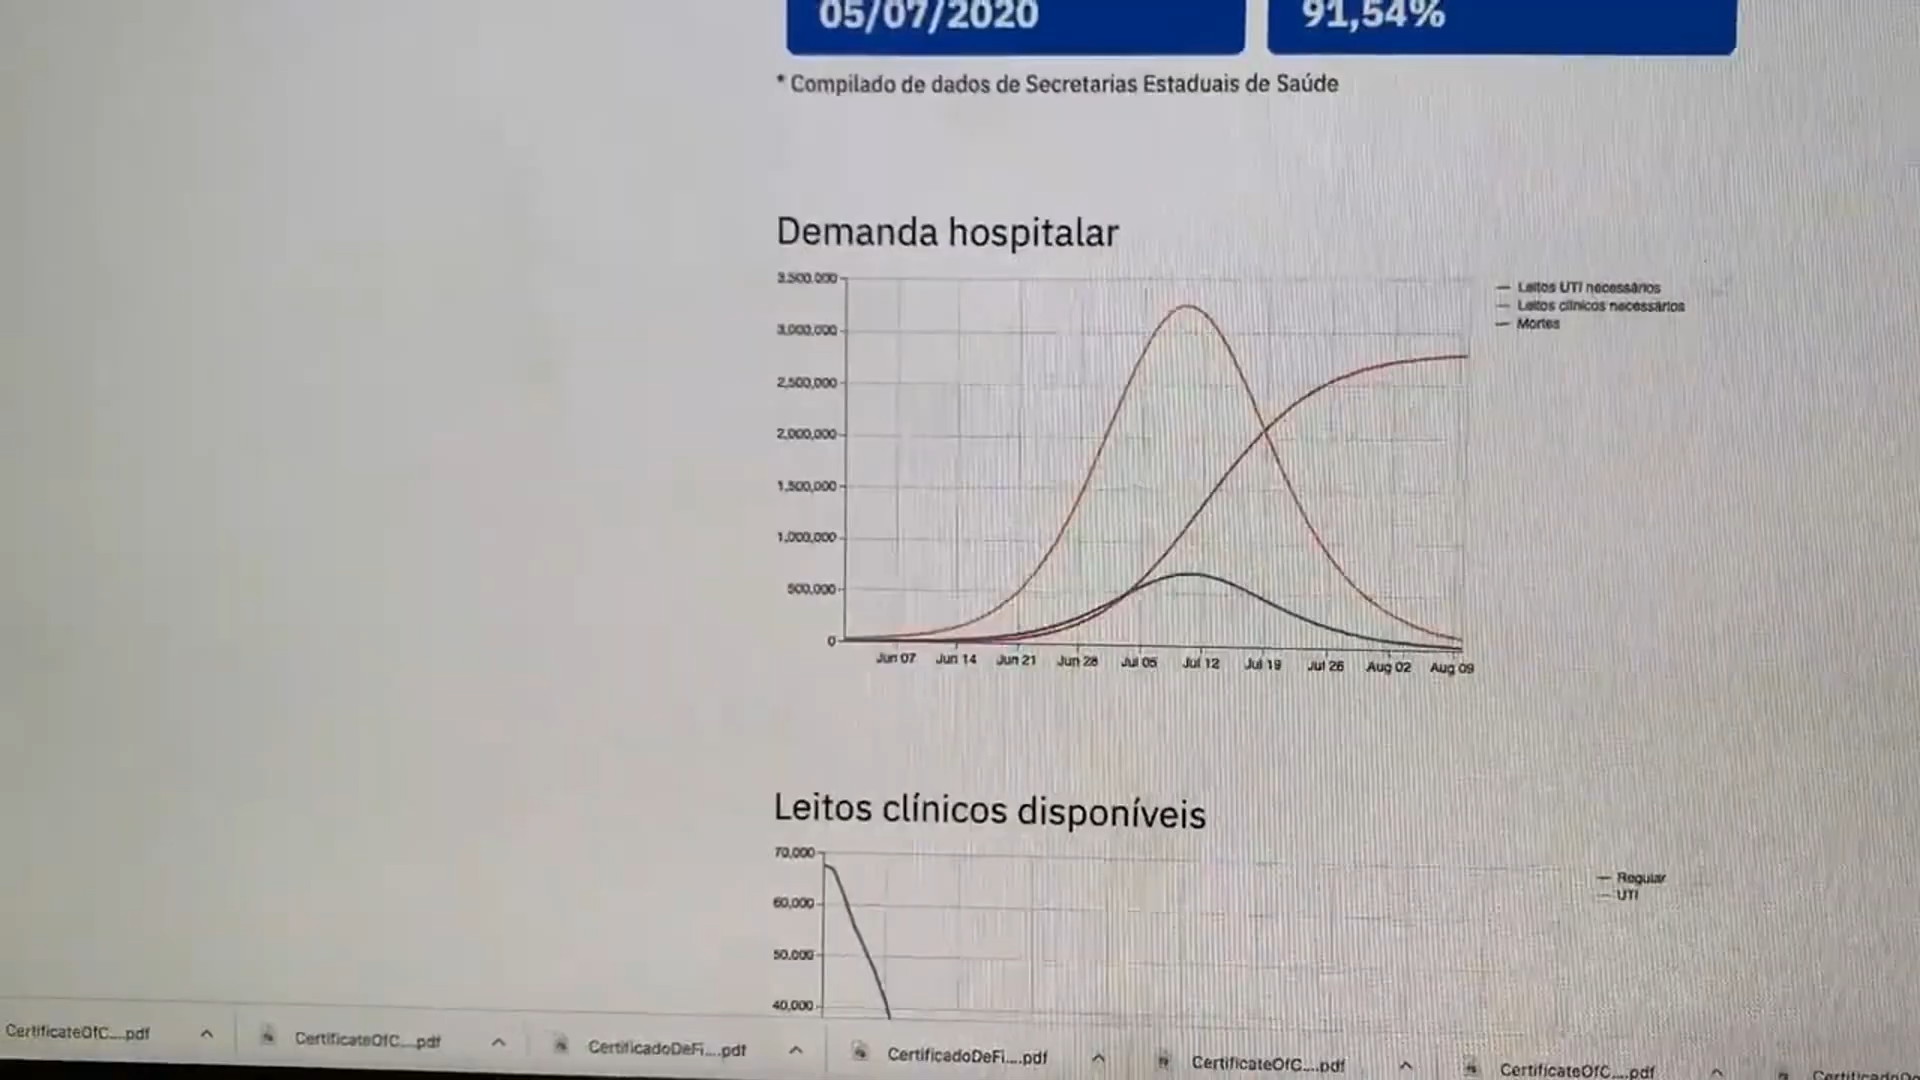 05/07/2020
91,54%
* Compilado de dados de Secretarias Estaduais de Saúde
Demanda hospitalar
3,500,000
3,000,000
2,500,000
2,000,000
1,500,000
1,000,000
500,000
0
Jun 07 Jun 14 Jun 21 Jun 28 Jul 05 Jul 12 Jul 19 Jul 26 Aug 02 Aug 09
Leitos UTI necessários
Leitos clínicos necessários
Mortes
Leitos clínicos disponíveis
70,000
60,000
50,000
40,000
Regular
UTI
CertificateOfC....pdf CertificateOfC....pdf CertificadoDeFi....pdf CertificadoDeFi....pdf CertificateOfC....pdf CertificateOfC....pdf